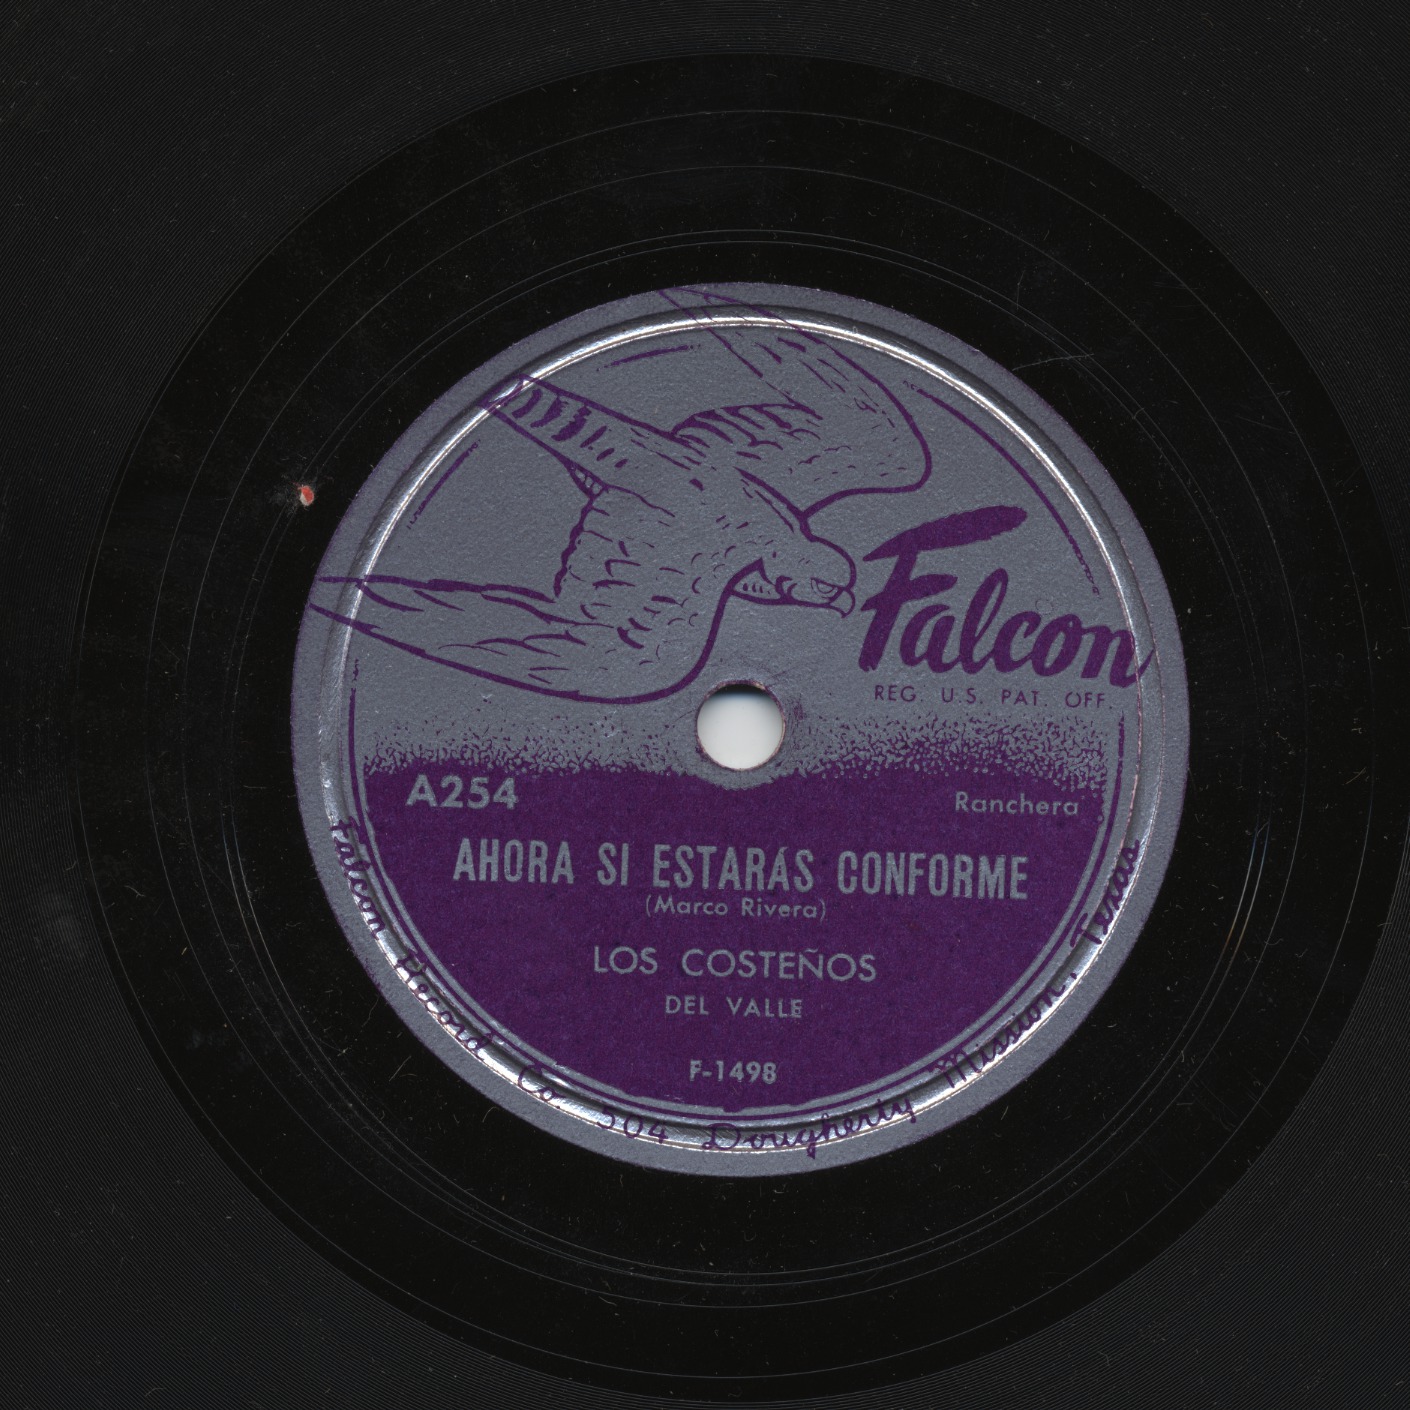 Falcon
REG. U.S. PAT. OFF.
A254
Ranchera
AHORA SI ESTARÁS CONFORME
(Marco Rivera)
LOS COSTEÑOS
DEL VALLE
F-1498
Falcon Record Co 504 Dougherty Mission, Texas